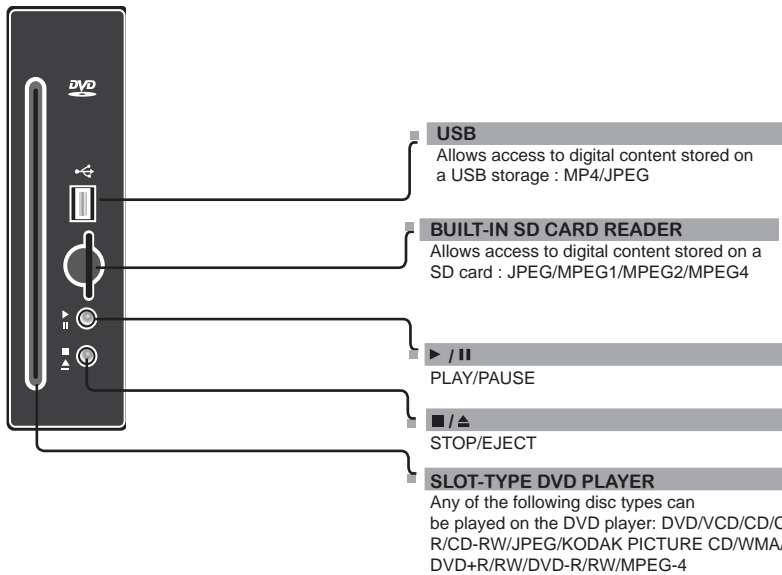 DVD
USB
Allows access to digital content stored on
a USB storage : MP4/JPEG
BUILT-IN SD CARD READER
Allows access to digital content stored on a
SD card : JPEG/MPEG1/MPEG2/MPEG4
▶ / II
PLAY/PAUSE
■/⏏
STOP/EJECT
SLOT-TYPE DVD PLAYER
Any of the following disc types can
be played on the DVD player: DVD/VCD/CD/
R/CD-RW/JPEG/KODAK PICTURE CD/WMA/
DVD+R/RW/DVD-R/RW/MPEG-4